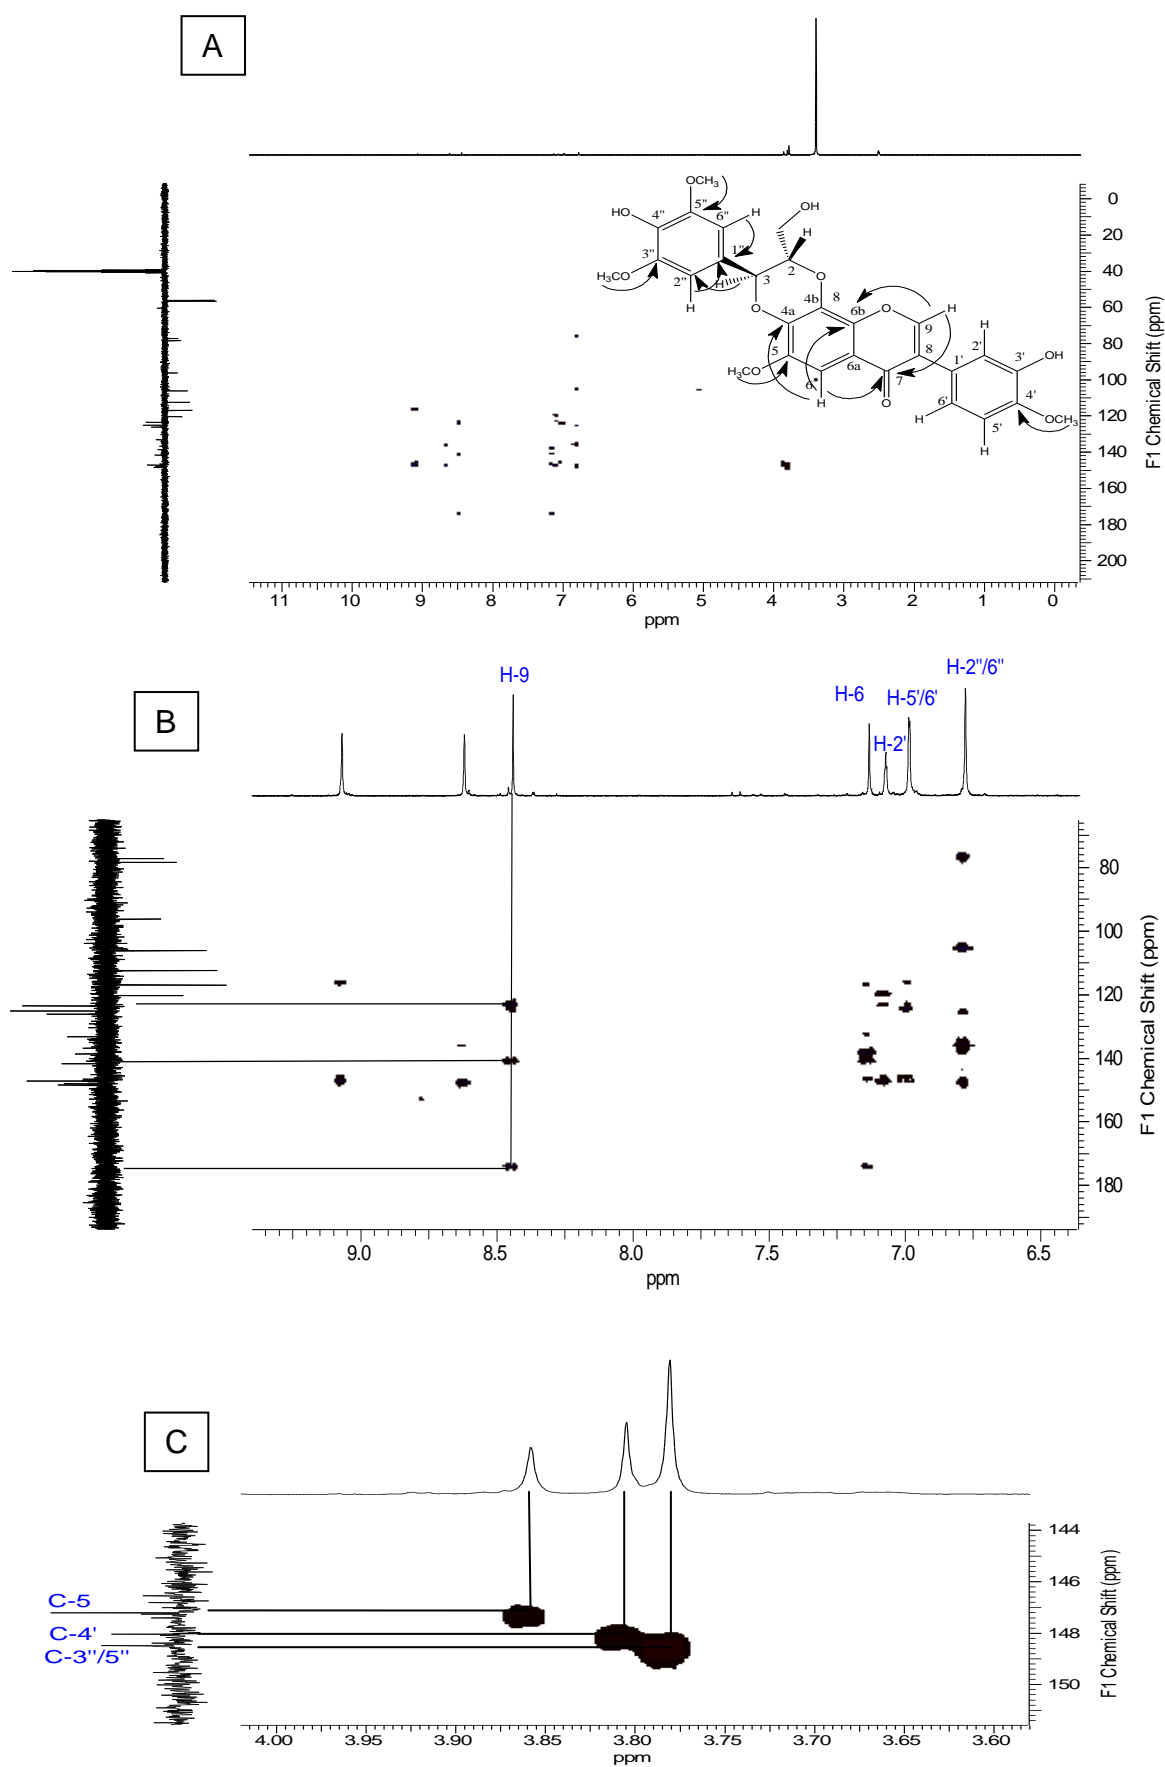 A
OCH3
5"
4"
HO
6"
H
OH
3"
1"
H
H3CO
2"
H
3
2
O
H
O
4a
4b
8
6b
O
H
9
5
H3CO
6a
6
7
8
1'
2'
H
3'
OH
H
O
H
6'
5'
4'
OCH3
H
0
20
40
60
80
100
120
140
160
180
200
F1 Chemical Shift (ppm)
11 10 9 8 7 6 5 4 3 2 1 0
ppm
B
H-9
H-6
H-2'
H-5'/6'
H-2"/6"
80
100
120
140
160
180
F1 Chemical Shift (ppm)
9.0 8.5 8.0 7.5 7.0 6.5
ppm
C
C-5
C-4'
C-3"/5"
144
146
148
150
F1 Chemical Shift (ppm)
4.00 3.95 3.90 3.85 3.80 3.75 3.70 3.65 3.60
ppm